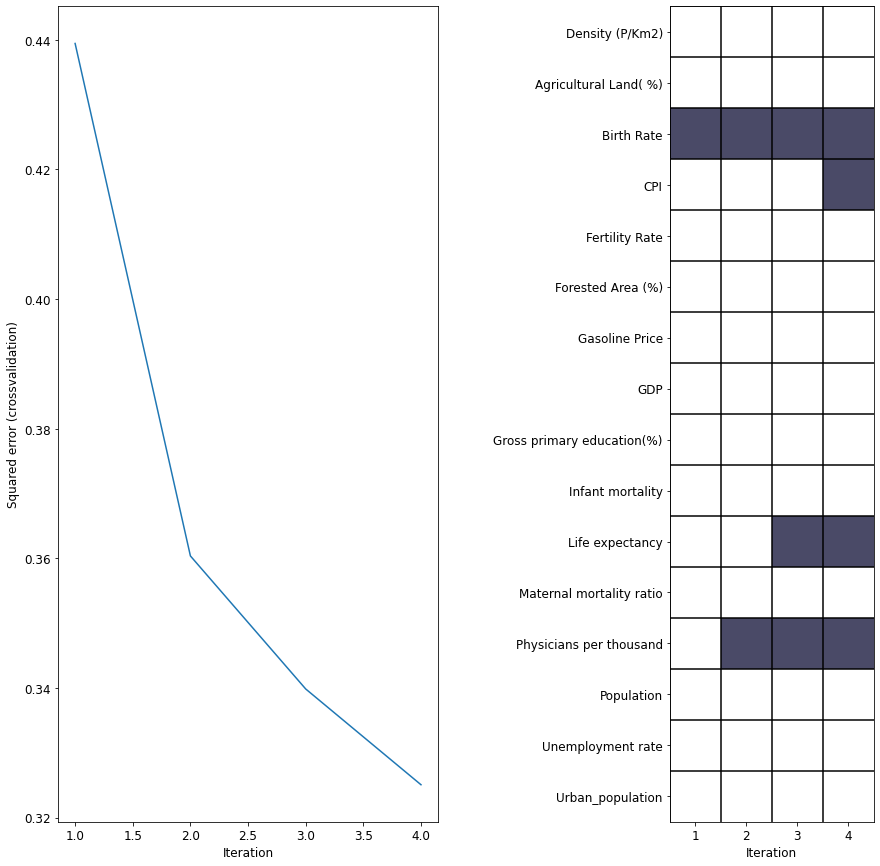 0.44
0.42
0.40
0.38
0.36
0.34
0.32
Squared error (crossvalidation)
1.0 1.5 2.0 2.5 3.0 3.5 4.0
Iteration
Density (P/Km2)
Agricultural Land( %)
Birth Rate
CPI
Fertility Rate
Forested Area (%)
Gasoline Price
GDP
Gross primary education(%)
Infant mortality
Life expectancy
Maternal mortality ratio
Physicians per thousand
Population
Unemployment rate
Urban_population
1 2 3 4
Iteration